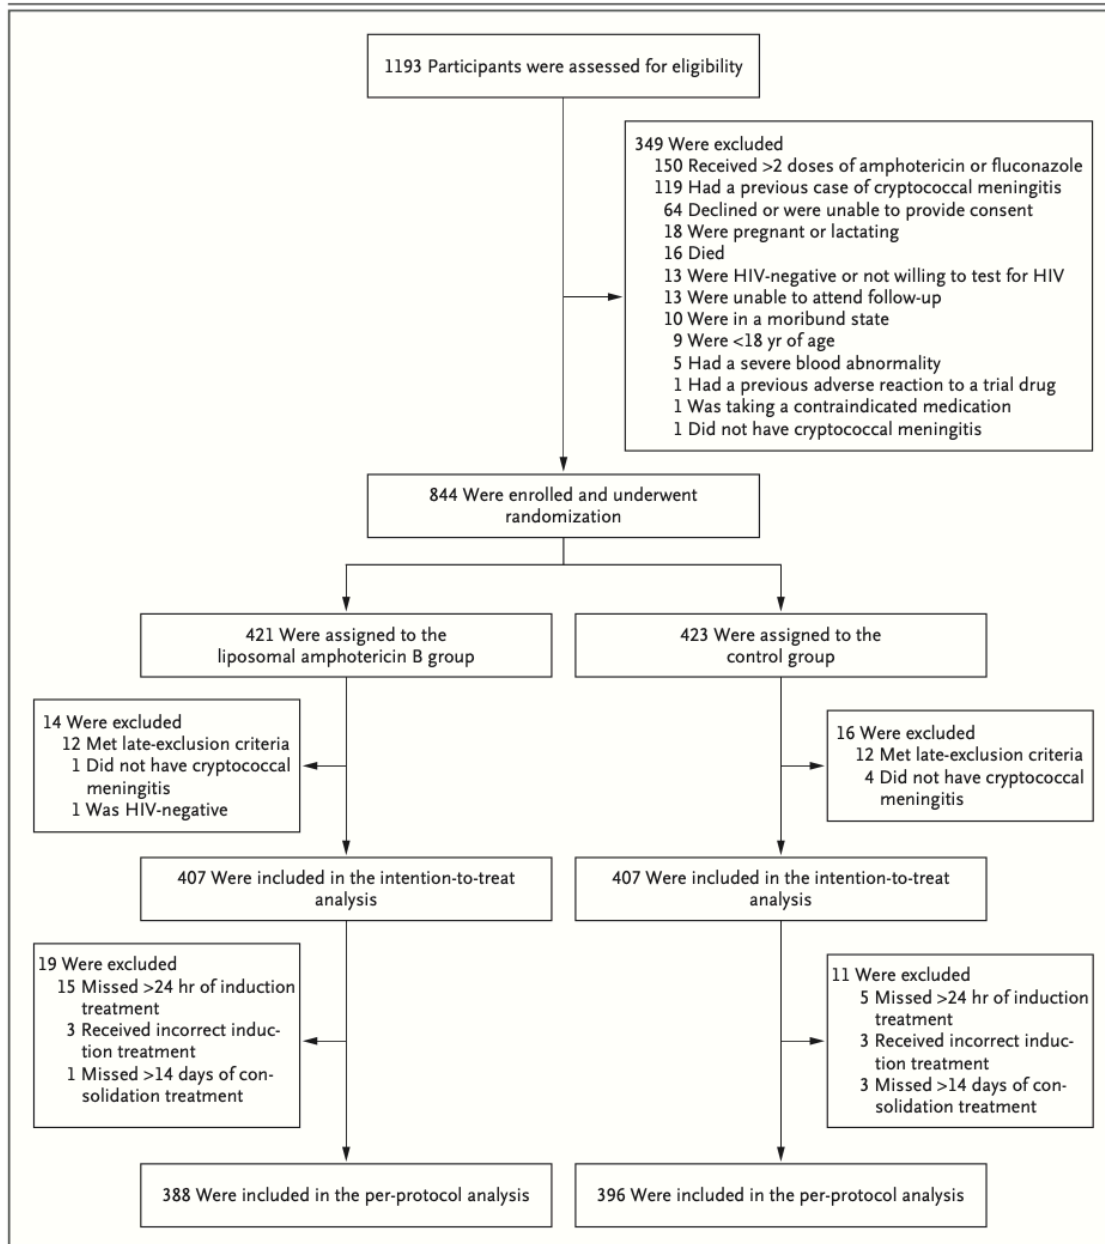 1193 Participants were assessed for eligibility
349 Were excluded
150 Received >2 doses of amphotericin or fluconazole
119 Had a previous case of cryptococcal meningitis
64 Declined or were unable to provide consent
18 Were pregnant or lactating
16 Died
13 Were HIV-negative or not willing to test for HIV
13 Were unable to attend follow-up
10 Were in a moribund state
9 Were <18 yr of age
5 Had a severe blood abnormality
1 Had a previous adverse reaction to a trial drug
1 Was taking a contraindicated medication
1 Did not have cryptococcal meningitis
844 Were enrolled and underwent
randomization
421 Were assigned to the
liposomal amphotericin B group
423 Were assigned to the
control group
14 Were excluded
12 Met late-exclusion criteria
1 Did not have cryptococcal
meningitis
1 Was HIV-negative
16 Were excluded
12 Met late-exclusion criteria
4 Did not have cryptococcal
meningitis
407 Were included in the intention-to-treat
analysis
407 Were included in the intention-to-treat
analysis
19 Were excluded
15 Missed >24 hr of induction
treatment
3 Received incorrect induc-
tion treatment
1 Missed >14 days of con-
solidation treatment
11 Were excluded
5 Missed >24 hr of induction
treatment
3 Received incorrect induc-
tion treatment
3 Missed >14 days of con-
solidation treatment
388 Were included in the per-protocol analysis
396 Were included in the per-protocol analysis